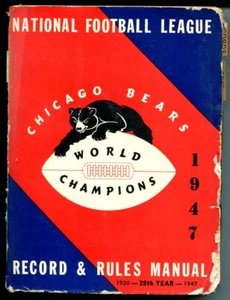 NATIONAL FOOTBALL LEAGUE
CHICAGO BEARS
WORLD
CHAMPIONS
1947
RECORD & RULES MANUAL
1920 — 28th YEAR — 1947